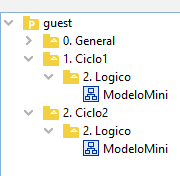 guest
0. General
1. Ciclo1
2. Logico
ModeloMini
2. Ciclo2
2. Logico
ModeloMini